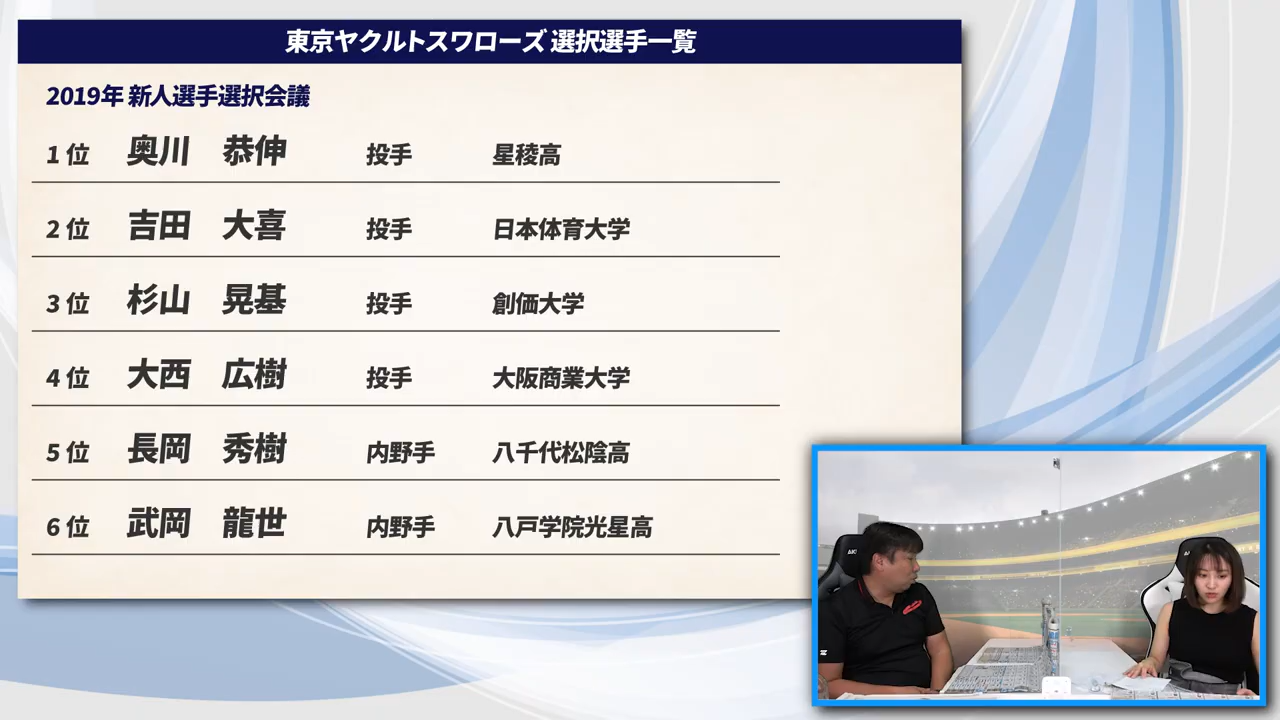 東京ヤクルトスワローズ 選択選手一覧
2019年 新人選手選択会議
1位 奥川 恭伸 投手 星稜高
2位 吉田 大喜 投手 日本体育大学
3位 杉山 晃基 投手 創価大学
4位 大西 広樹 投手 大阪商業大学
5位 長岡 秀樹 内野手 八千代松陰高
6位 武岡 龍世 内野手 八戸学院光星高